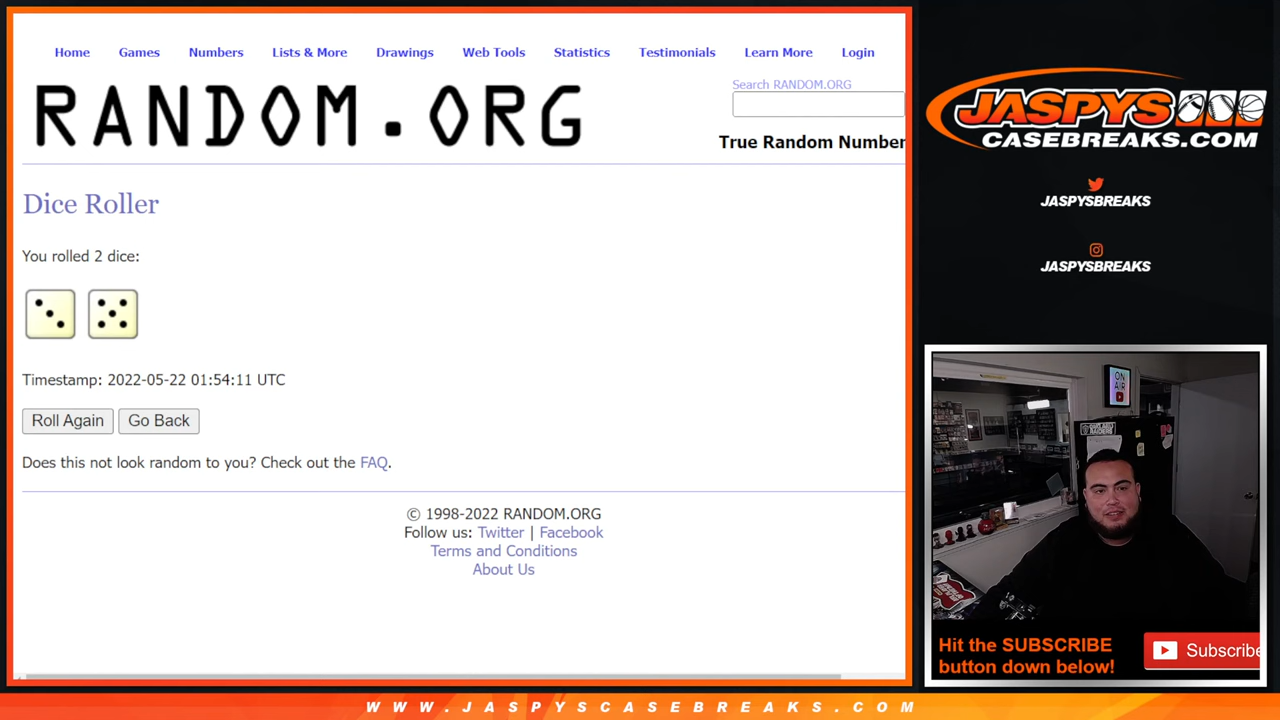 Home Games Numbers Lists & More Drawings Web Tools Statistics Testimonials Learn More Login
RANDOM.ORG
Search RANDOM.ORG
True Random Number
Dice Roller
You rolled 2 dice:
Timestamp: 2022-05-22 01:54:11 UTC
Roll Again Go Back
Does this not look random to you? Check out the FAQ.
© 1998-2022 RANDOM.ORG
Follow us: Twitter | Facebook
Terms and Conditions
About Us
JASPYS
CASEBREAKS.COM
JASPYSBREAKS
JASPYSBREAKS
ON
AIR
Hit the SUBSCRIBE
button down below!
Subscribe
WWW.JASPYSCASEBREAKS.COM